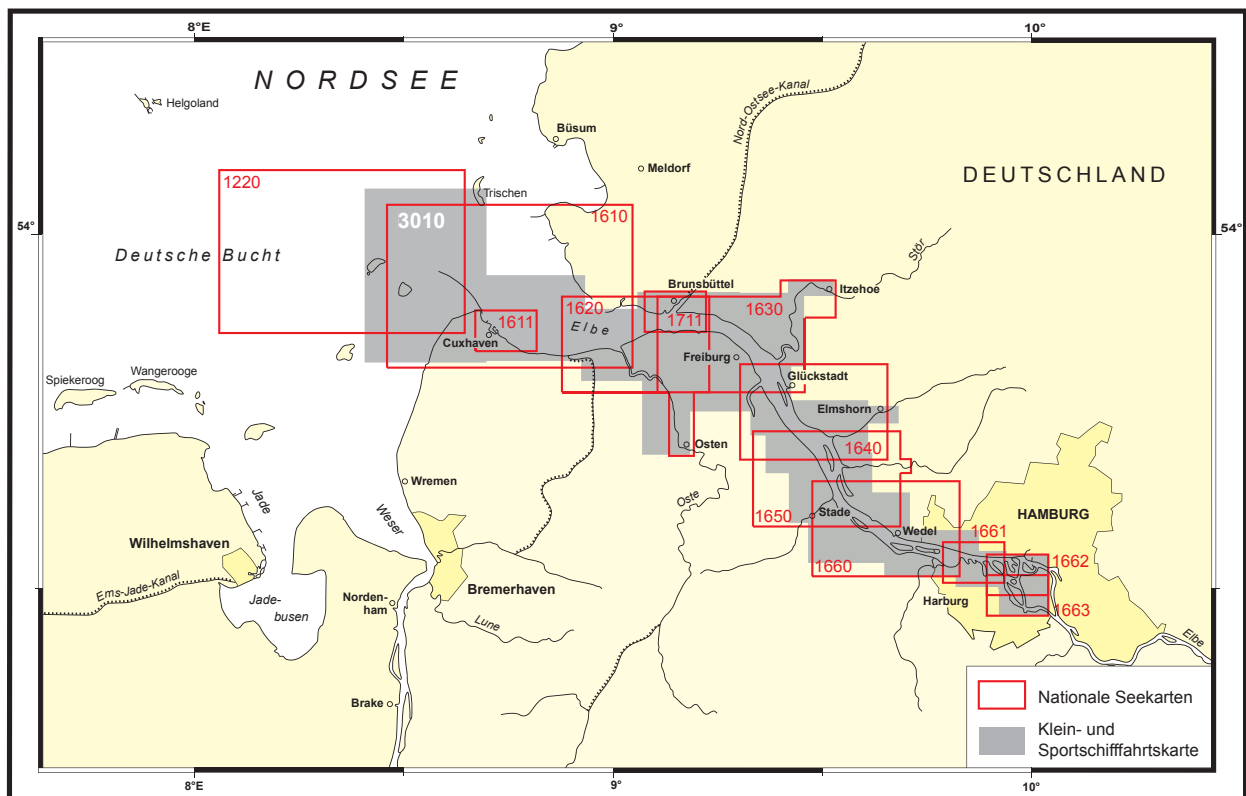 8°E
9°
10°
NORDSEE
Helgoland
Büsum
Nord-Ostsee-Kanal
Meldorf
DEUTSCHLAND
1220
Trischen
3010
1610
54°
54°
Deutsche Bucht
Stör
Brunsbüttel
Itzehoe
1620
1630
1611
Elbe
1711
Cuxhaven
Freiburg
Glückstadt
Spiekeroog
Wangerooge
Elmshorn
Osten
1640
Wremen
Oste
Jade
Weser
1650
Stade
HAMBURG
Wedel
1661
Wilhelmshaven
1662
1660
Ems-Jade-Kanal
Bremerhaven
Jade-
busen
Norden-
ham
Harburg
1663
Lune
Elbe
Brake
Nationale Seekarten
Klein- und
Sportschifffahrtskarte
8°E
9°
10°